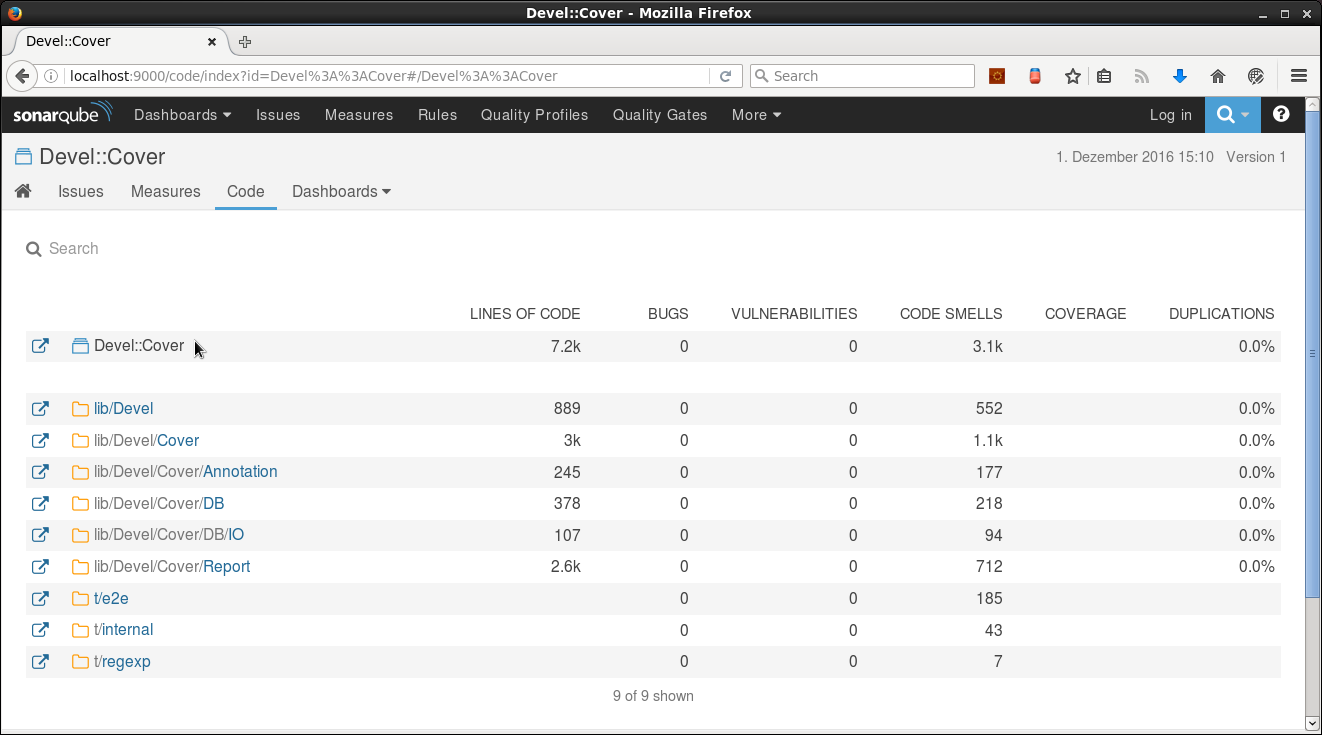 Devel::Cover - Mozilla Firefox
Devel::Cover
localhost:9000/code/index?id=Devel%3A%3ACover#/Devel%3A%3ACover Search
sonarqube Dashboards Issues Measures Rules Quality Profiles Quality Gates More Log in
Devel::Cover 1. Dezember 2016 15:10 Version 1
Issues Measures Code Dashboards
Search
LINES OF CODE BUGS VULNERABILITIES CODE SMELLS COVERAGE DUPLICATIONS
Devel::Cover 7.2k 0 0 3.1k 0.0%
lib/Devel 889 0 0 552 0.0%
lib/Devel/Cover 3k 0 0 1.1k 0.0%
lib/Devel/Cover/Annotation 245 0 0 177 0.0%
lib/Devel/Cover/DB 378 0 0 218 0.0%
lib/Devel/Cover/DB/IO 107 0 0 94 0.0%
lib/Devel/Cover/Report 2.6k 0 0 712 0.0%
t/e2e 0 0 185
t/internal 0 0 43
t/regexp 0 0 7
9 of 9 shown